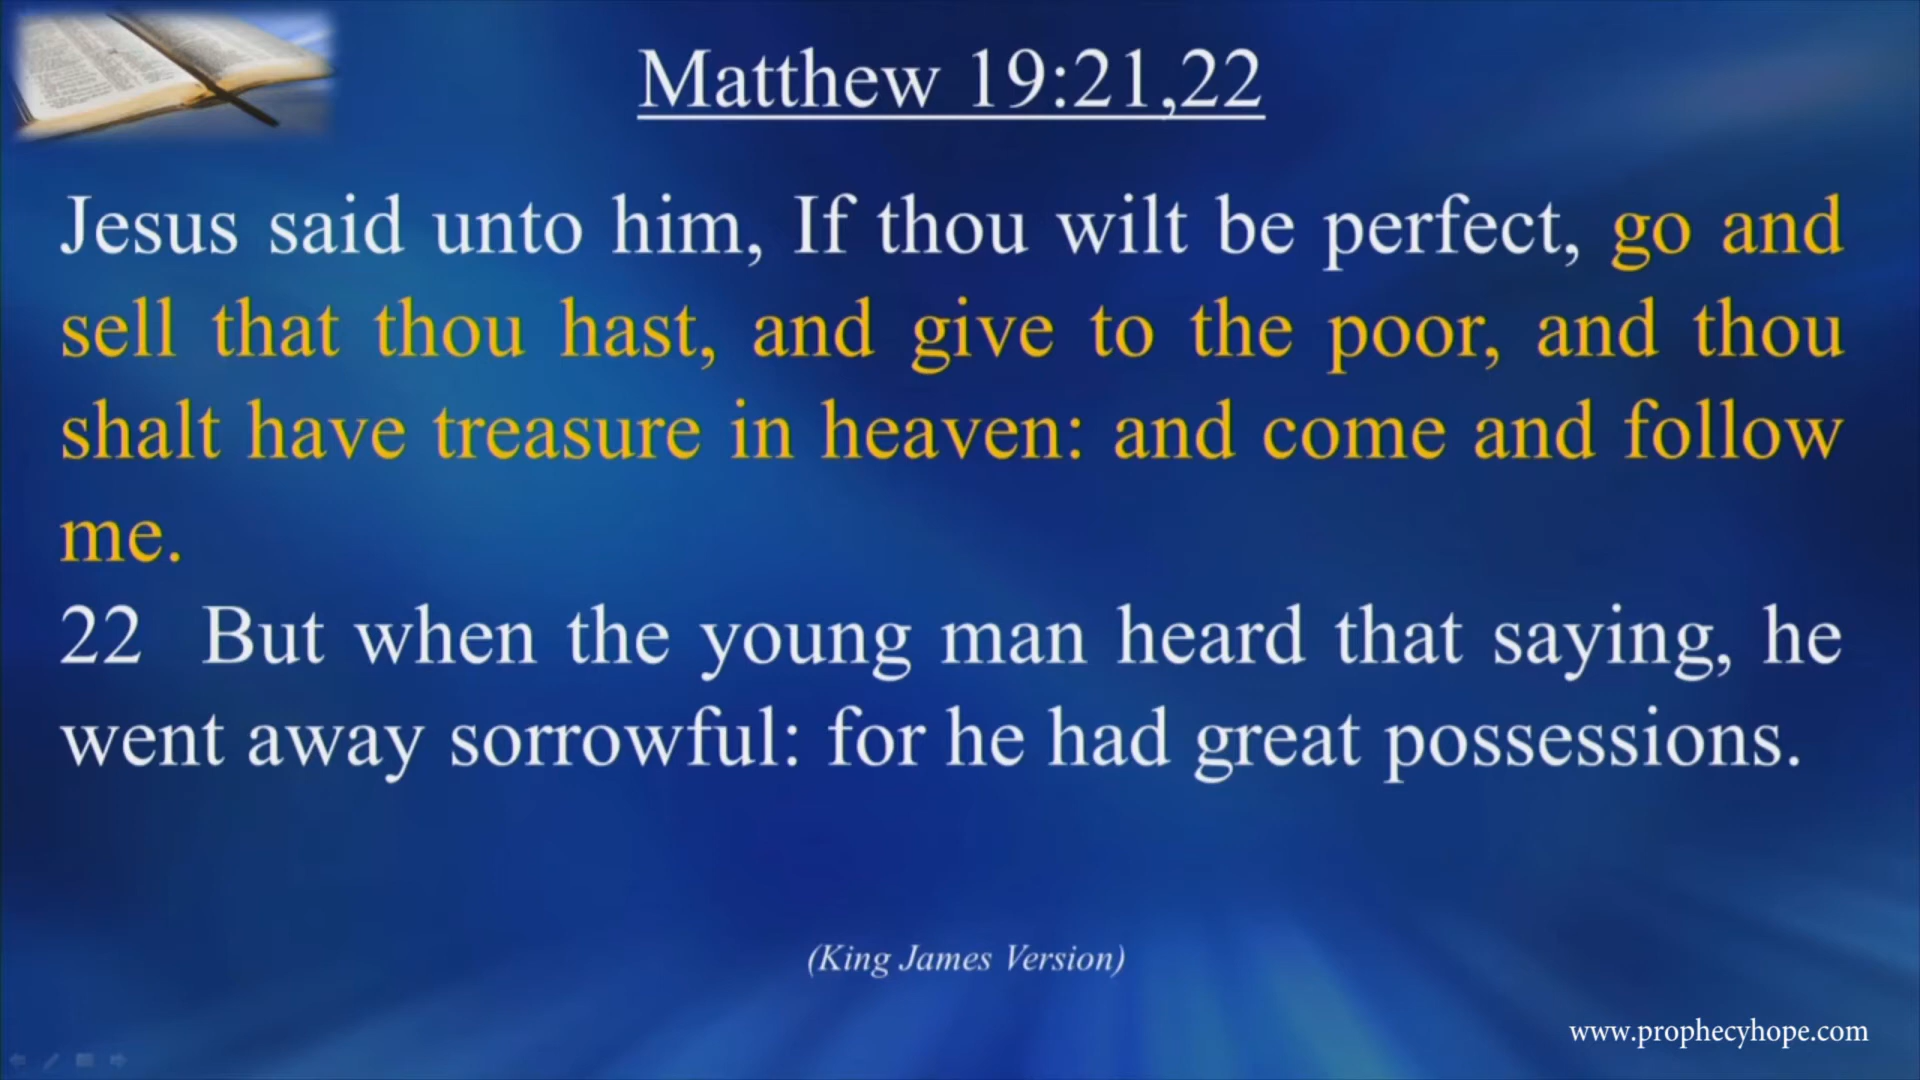 Matthew 19:21,22
Jesus said unto him, If thou wilt be perfect, go and
sell that thou hast, and give to the poor, and thou
shalt have treasure in heaven: and come and follow
me.
22 But when the young man heard that saying, he
went away sorrowful: for he had great possessions.
(King James Version)
www.prophecyhope.com